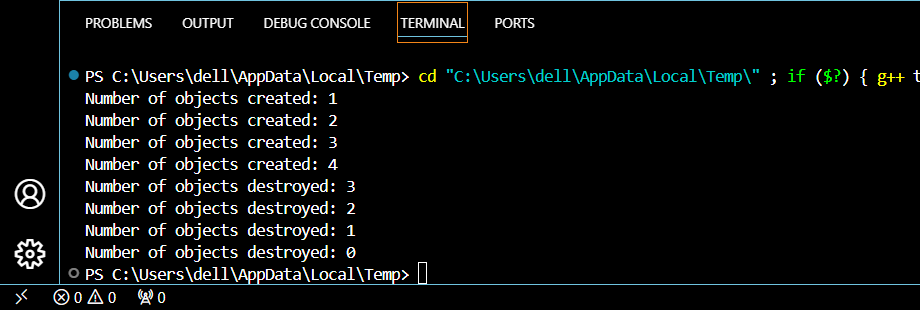 PROBLEMS OUTPUT DEBUG CONSOLE TERMINAL PORTS
PS C:\Users\dell\AppData\Local\Temp> cd "C:\Users\dell\AppData\Local\Temp\" ; if ($?) { g++ t
Number of objects created: 1
Number of objects created: 2
Number of objects created: 3
Number of objects created: 4
Number of objects destroyed: 3
Number of objects destroyed: 2
Number of objects destroyed: 1
Number of objects destroyed: 0
PS C:\Users\dell\AppData\Local\Temp>
0 0 0